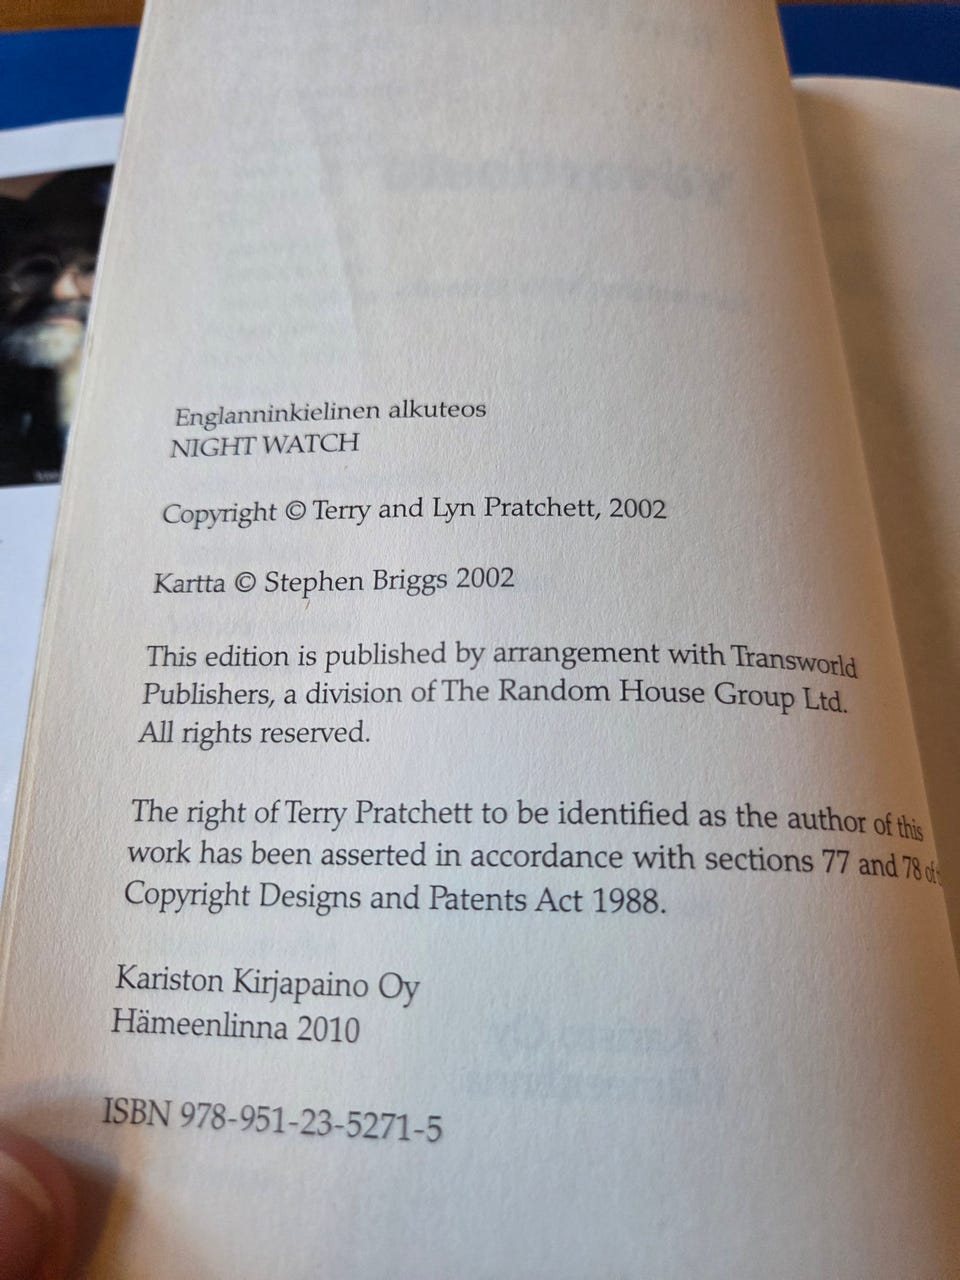 Englanninkielinen alkuteos
NIGHT WATCH
Copyright © Terry and Lyn Pratchett, 2002
Kartta © Stephen Briggs 2002
This edition is published by arrangement with Transworld
Publishers, a division of The Random House Group Ltd.
All rights reserved.
The right of Terry Pratchett to be identified as the author of this
work has been asserted in accordance with sections 77 and 78 of
Copyright Designs and Patents Act 1988.
Kariston Kirjapaino Oy
Hämeenlinna 2010
ISBN 978-951-23-5271-5